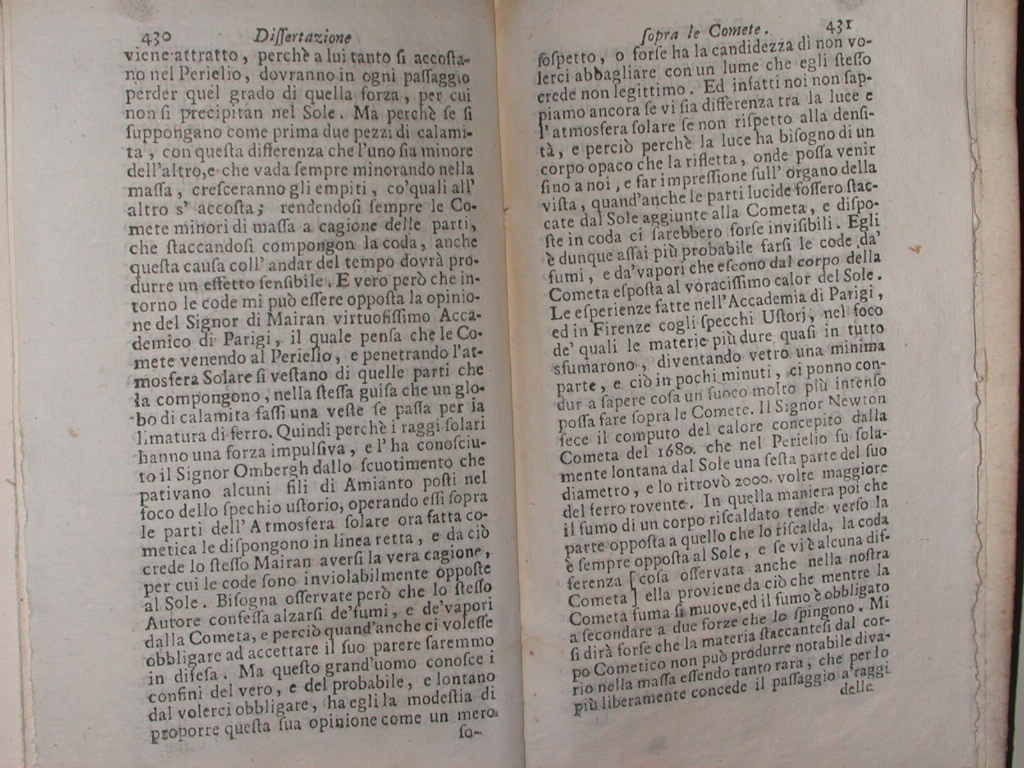 430 Diſſertazione
viene attratto, perchè a lui tanto ſi accoſta-
no nel Perielio, dovranno in ogni paſſaggio
perder quel grado di quella forza, per cui
non ſi precipitan nel Sole. Ma perchè ſe ſi
ſuppongano come prima due pezzi di calami-
ta, con queſta differenza che l'uno ſia minore
dell'altro, e che vada ſempre minorando nella
maſſa, creſceranno gli empiti, co'quali all'
altro s' accoſta; rendendoſi ſempre le Co-
mete minori di maſſa a cagione delle parti,
che ſtaccandoſi compongon la coda, anche
queſta cauſa coll' andar del tempo dovrà pro-
durre un effetto ſenſibile. E vero però che in-
torno le code mi può eſſere oppoſta la opinio-
ne del Signor di Mairan virtuoſiſſimo Acca-
demico di Parigi, il quale penſa che le Co-
mete venendo al Perielio, e penetrando l'at-
mosfera Solare ſi veſtano di quelle parti che
la compongono, nella ſteſſa guiſa che un glo-
bo di calamita faſſi una veſte ſe paſſa per la
limatura di ferro. Quindi perchè i raggi ſolari
hanno una forza impulſiva, e l' ha conoſciu-
to il Signor Ombergh dallo ſcuotimento che
pativano alcuni fili di Amianto poſti nel
foco dello ſpechio uſtorio, operando eſſi ſopra
le parti dell' Atmosfera ſolare ora fatta co-
metica le diſpongono in linea retta, e da ciò
crede lo ſteſſo Mairan averſi la vera cagione,
per cui le code ſono inviolabilmente oppoſte
al Sole. Biſogna oſſervate però che lo ſteſſo
Autore confeſſa alzarſi de'fumi, e de'vapori
dalla Cometa, e perciò quand'anche ci voleſſe
obbligare ad accettare il ſuo parere ſaremmo
in difeſa. Ma queſto grand'uomo conoſce i
confini del vero, e del probabile, e lontano
dal volerci obbligare, ha egli la modeſtia di
proporre queſta ſua opinione come un mero
ſo-
ſopra le Comete. 431
ſoſpetto, o forſe ha la candidezza di non vo-
lerci abbagliare con un lume che egli ſteſſo
crede non legittimo. Ed infatti noi non ſap-
piamo ancora ſe vi ſia differenza tra la luce e
l'atmosfera ſolare ſe non riſpetto alla denſi-
tà, e perciò perchè la luce ha biſogno di un
corpo opaco che la rifletta, onde poſſa venir
ſino a noi, e far impreſſione ſull' organo della
viſta, quand'anche le parti lucide foſſero ſtac-
cate dal Sole aggiunte alla Cometa, e diſpo-
ſte in coda ci ſarebbero forſe inviſibili. Egli
è dunque aſſai più probabile farſi le code da'
fumi, e da'vapori che eſcono dal corpo della
Cometa eſpoſta al voraciſſimo calor del Sole.
Le eſperienze fatte nell'Accademia di Parigi,
ed in Firenze cogli ſpecchi Uſtorj, nel foco
de' quali le materie più dure quaſi in tutto
sfumarono, diventando vetro una minima
parte, e ciò in pochi minuti, ci ponno con-
dur a ſapere coſa un fuoco molto più intenſo
poſſa fare ſopra le Comete. Il Signor Newton
fece il computo del calore concepito dalla
Cometa del 1680. che nel Perielio fu ſola-
mente lontana dal Sole una ſeſta parte del ſuo
diametro, e lo ritrovò 2000. volte maggiore
del ferro rovente. In quella maniera poi che
il fumo di un corpo riſcaldato tende verſo la
parte oppoſta a quello che lo riſcalda, la coda
è ſempre oppoſta al Sole, e ſe vi è alcuna dif-
ferenza [coſa oſſervata anche nella noſtra
Cometa] ella proviene da ciò che mentre la
Cometa fuma ſi muove, ed il fumo è obbligato
a ſecondare a due forze che lo ſpingono. Mi
ſi dirà forſe che la materia ſtaccanteſi dal cor-
po Cometico non può produrre notabile diva-
rio nella maſſa eſſendo tanto rara, che per lo
più liberamente concede il paſſaggio a'raggi
delle